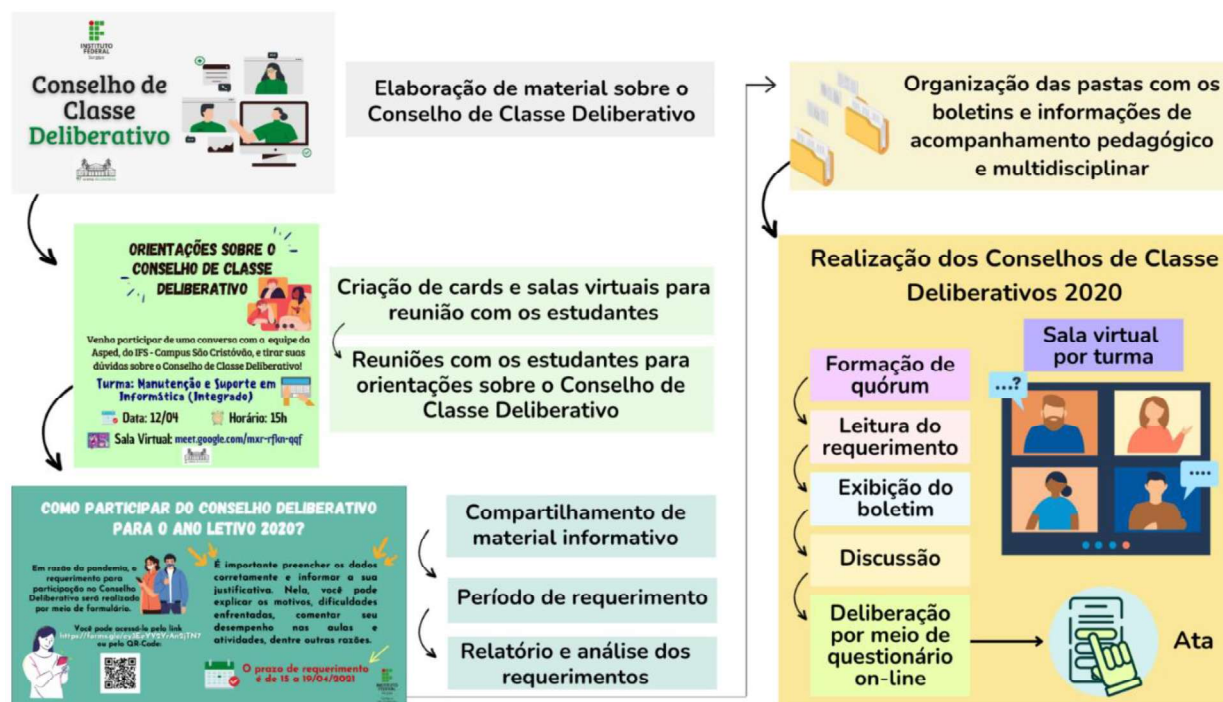 INSTITUTO
FEDERAL
Sergipe
Conselho de
Classe
Deliberativo
Elaboração de material sobre o
Conselho de Classe Deliberativo
ORIENTAÇÕES SOBRE O
CONSELHO DE CLASSE
DELIBERATIVO
Venha participar de uma conversa com a equipe da
Asped, do IFS - Campus São Cristóvão, e tirar suas
dúvidas sobre o Conselho de Classe Deliberativo!
Turma: Manutenção e Suporte em
Informática (Integrado)
Data: 12/04
Horário: 15h
Sala Virtual: meet.google.com/mxr-rfkn-qqf
Criação de cards e salas virtuais para
reunião com os estudantes
Reuniões com os estudantes para
orientações sobre o Conselho de
Classe Deliberativo
COMO PARTICIPAR DO CONSELHO DELIBERATIVO
PARA O ANO LETIVO 2020?
Em razão da pandemia, o
requerimento para
participação no Conselho
Deliberativo será realizado
por meio de formulário.
Você pode acessá-lo pelo link
ou pelo QR-Code:
É importante preencher os dados
corretamente e informar a sua
justificativa. Nela, você pode
explicar os motivos, dificuldades
enfrentadas, comentar seu
desempenho nas aulas e
atividades, dentre outras razões.
O prazo de requerimento
é de 15 a 19/04/2021
INSTITUTO
FEDERAL
Compartilhamento de
material informativo
Período de requerimento
Relatório e análise dos
requerimentos
Organização das pastas com os
boletins e informações de
acompanhamento pedagógico
e multidisciplinar
Realização dos Conselhos de Classe
Deliberativos 2020
Formação de
quórum
Leitura do
requerimento
Exibição do
boletim
Discussão
Deliberação
por meio de
questionário
on-line
Sala virtual
por turma
...?
....
Ata